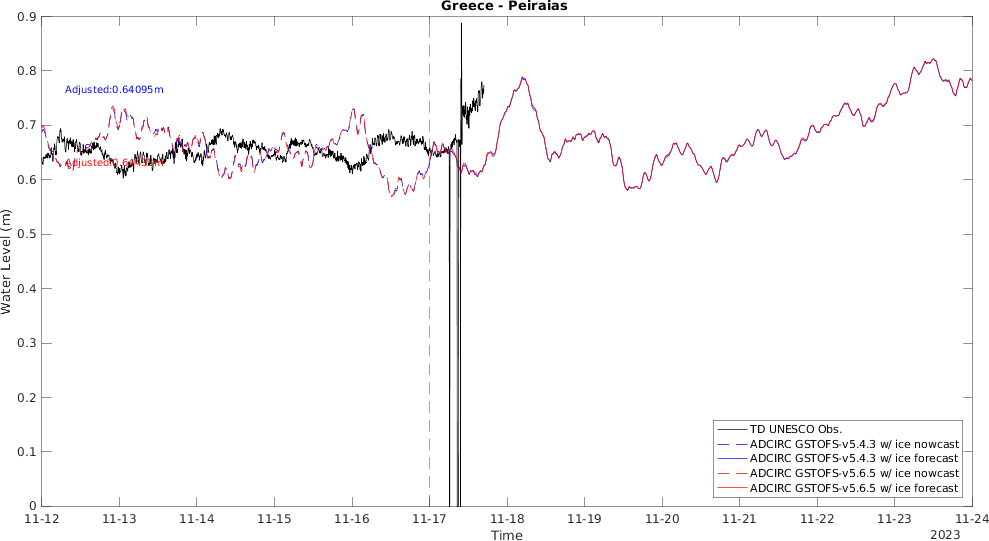 Greece - Peiraias
0.9
0.8
0.7
0.6
0.5
0.4
0.3
0.2
0.1
0
Water Level (m)
Adjusted:0.64095m
TD UNESCO Obs.
ADCIRC GSTOFS-v5.4.3 w/ ice nowcast
ADCIRC GSTOFS-v5.4.3 w/ ice forecast
ADCIRC GSTOFS-v5.6.5 w/ ice nowcast
ADCIRC GSTOFS-v5.6.5 w/ ice forecast
11-12 11-13 11-14 11-15 11-16 11-17 11-18 11-19 11-20 11-21 11-22 11-23 11-24
Time
2023